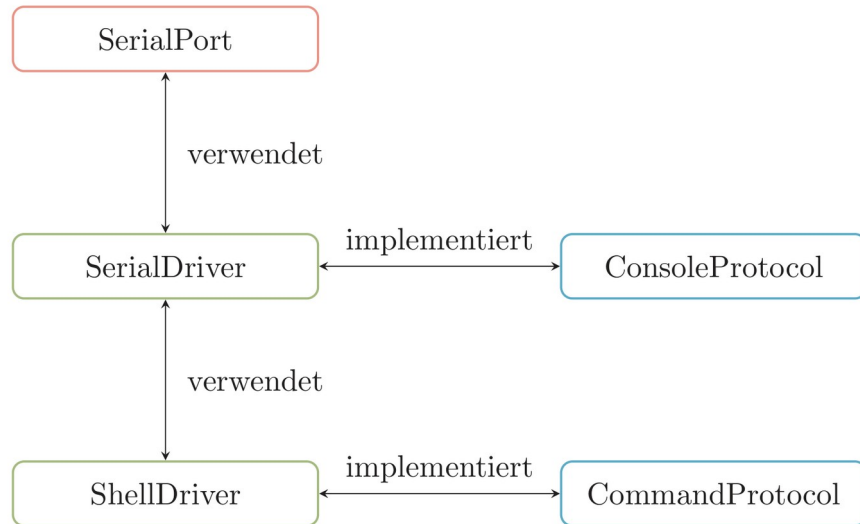 SerialPort
verwendet
implementiert
SerialDriver
ConsoleProtocol
verwendet
implementiert
ShellDriver
CommandProtocol